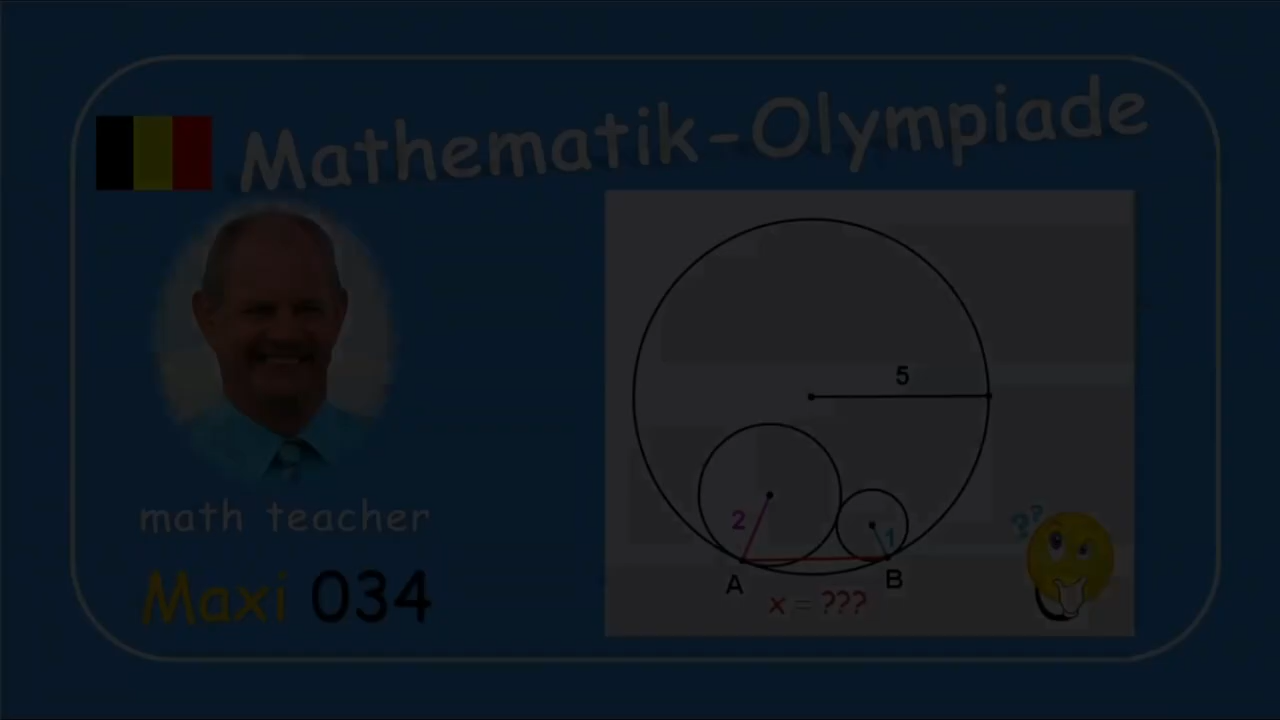 Mathematik-Olympiade
math teacher
Maxi 034
5
2
1
A
B
x = ???
??